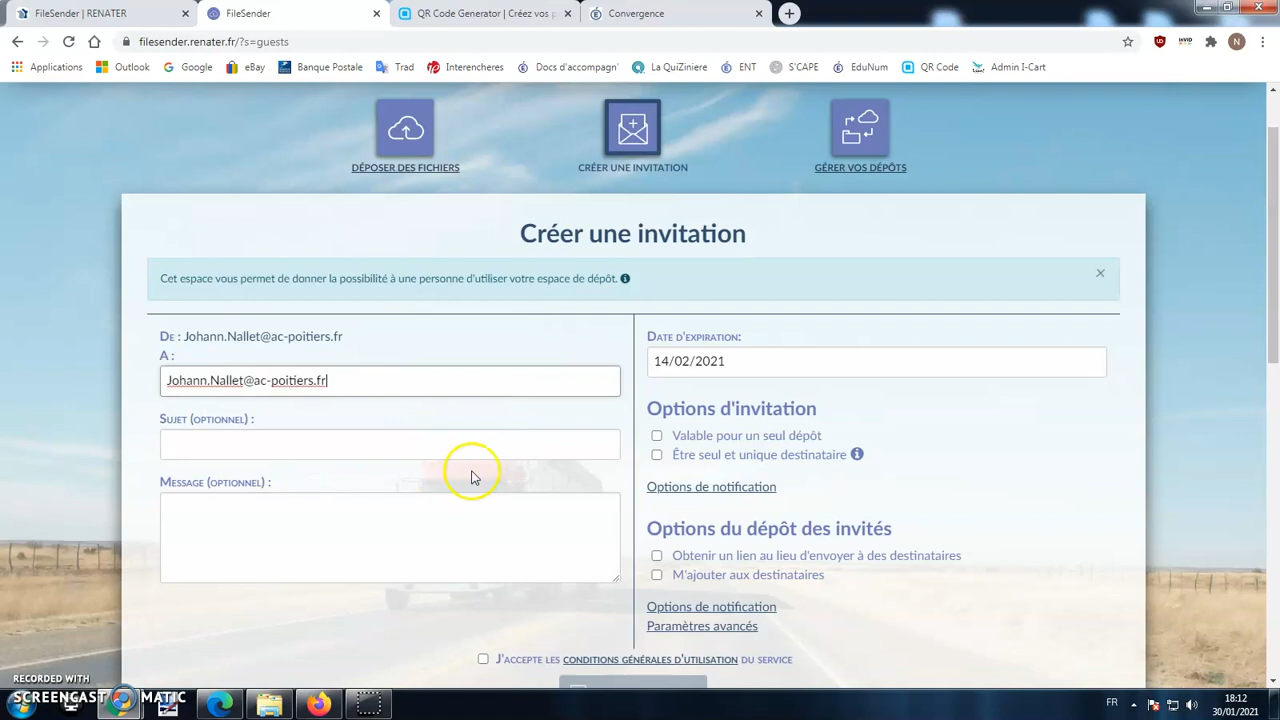 FileSender | RENATER
FileSender
QR Code Generator | Créez vos
Convergence
filesender.renater.fr/?s=guests
Applications
Outlook
Google
eBay
Banque Postale
Trad
Interencheres
Docs d'accompagn'
La QuiZiniere
ENT
S'CAPE
EduNum
QR Code
Admin I-Cart
DÉPOSER DES FICHIERS
CRÉER UNE INVITATION
GÉRER VOS DÉPÔTS
Créer une invitation
Cet espace vous permet de donner la possibilité à une personne d'utiliser votre espace de dépôt.
DE : Johann.Nallet@ac-poitiers.fr
A :
Johann.Nallet@ac-poitiers.fr
SUJET (OPTIONNEL) :
MESSAGE (OPTIONNEL) :
DATE D'EXPIRATION:
14/02/2021
Options d'invitation
Valable pour un seul dépôt
Être seul et unique destinataire
Options de notification
Options du dépôt des invités
Obtenir un lien au lieu d'envoyer à des destinataires
M'ajouter aux destinataires
Options de notification
Paramètres avancés
J'ACCEPTE LES CONDITIONS GÉNÉRALES D'UTILISATION DU SERVICE
RECORDED WITH
SCREENCAST MATIC
FR
18:12
30/01/2021